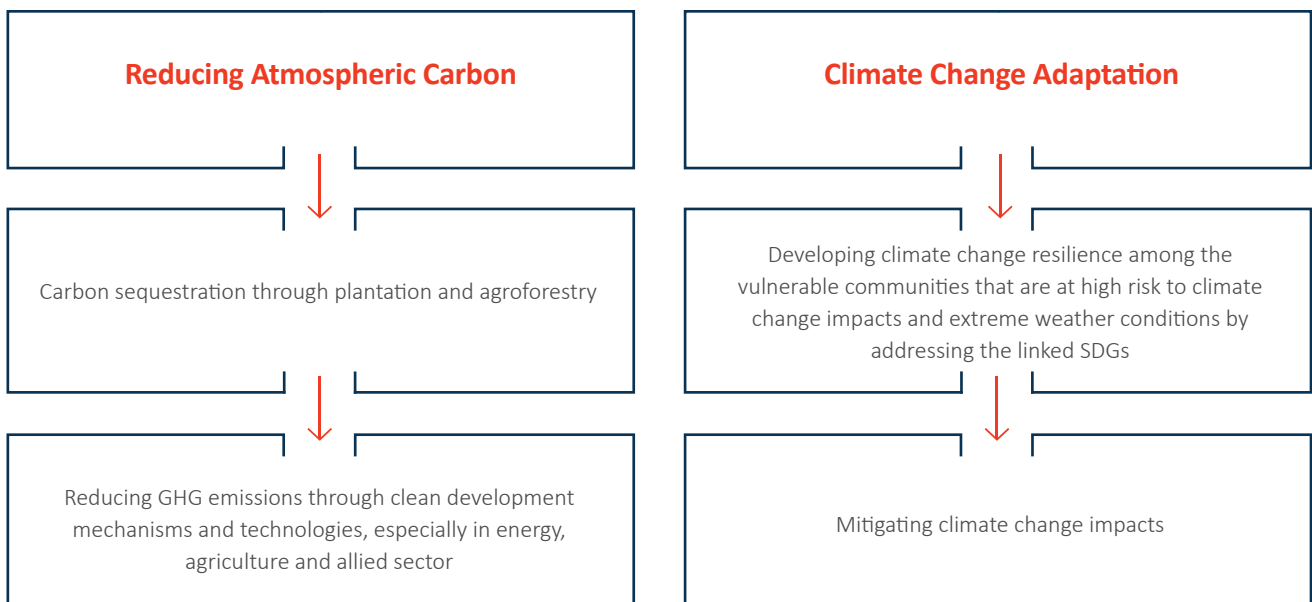 Reducing Atmospheric Carbon
Carbon sequestration through plantation and agroforestry
Reducing GHG emissions through clean development
mechanisms and technologies, especially in energy,
agriculture and allied sector
Climate Change Adaptation
Developing climate change resilience among the
vulnerable communities that are at high risk to climate
change impacts and extreme weather conditions by
addressing the linked SDGs
Mitigating climate change impacts